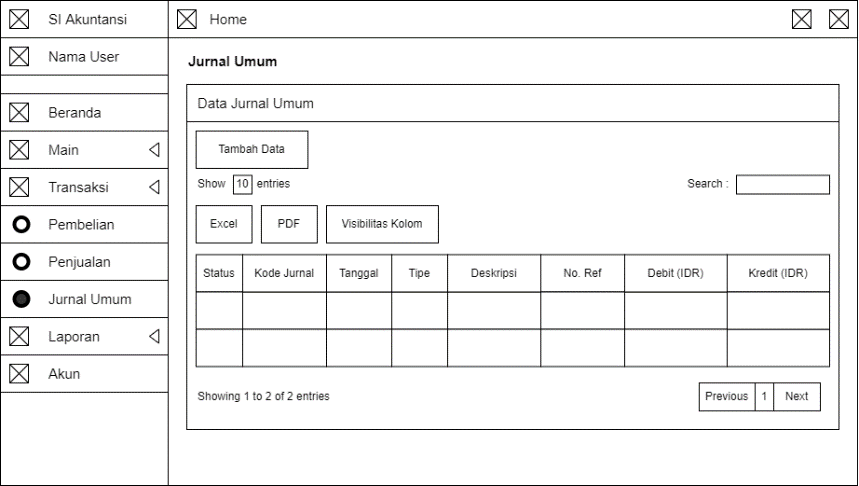 SI Akuntansi
Home
Nama User
Jurnal Umum
Beranda
Main
Transaksi
Pembelian
Penjualan
Jurnal Umum
Laporan
Akun
Data Jurnal Umum
Tambah Data
Show 10 entries
Search :
Excel PDF Visibilitas Kolom
Status Kode Jurnal Tanggal Tipe Deskripsi No. Ref Debit (IDR) Kredit (IDR)
Showing 1 to 2 of 2 entries
Previous 1 Next